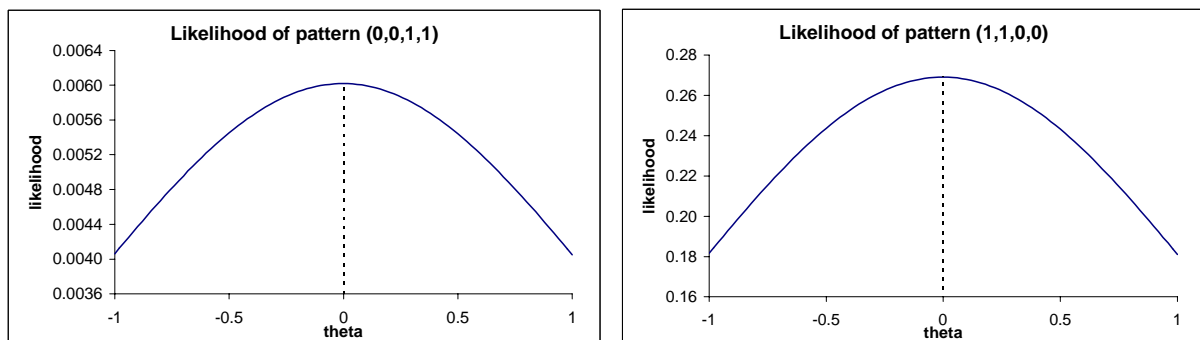 Likelihood of pattern (0,0,1,1)
0.0064
0.0060
0.0056
0.0052
0.0048
0.0044
0.0040
0.0036
likelihood
-1 -0.5 0 0.5 1
theta
Likelihood of pattern (1,1,0,0)
0.28
0.26
0.24
0.22
0.20
0.18
0.16
likelihood
-1 -0.5 0 0.5 1
theta